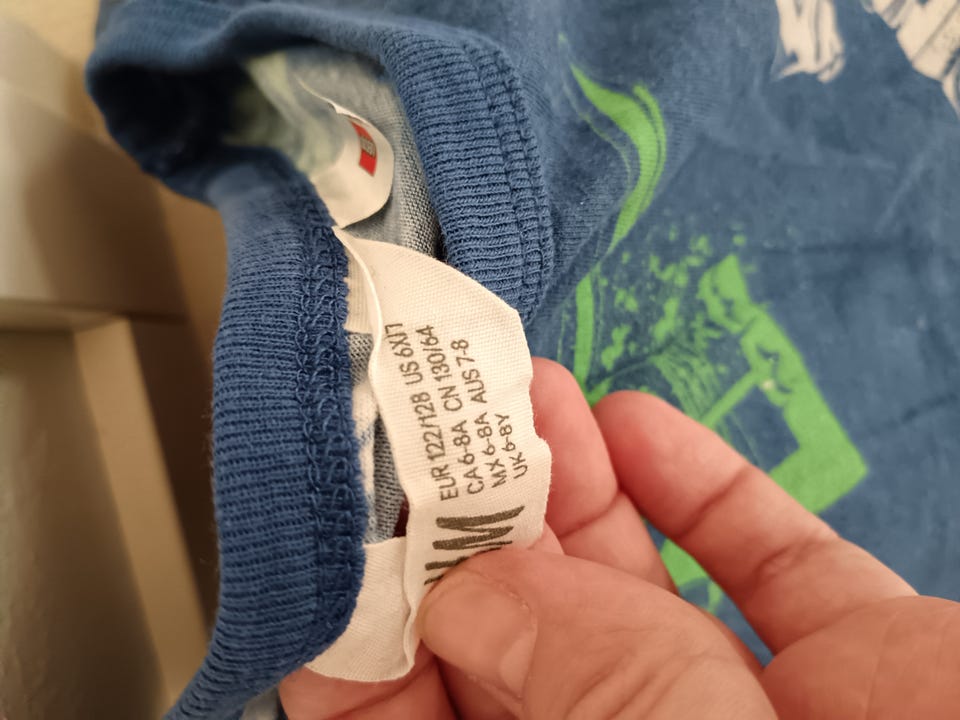 EUR 122/128 US 6X/7
CA 6-8A CN 130/64
MX 6-8A AUS 7-8
UK 6-8Y